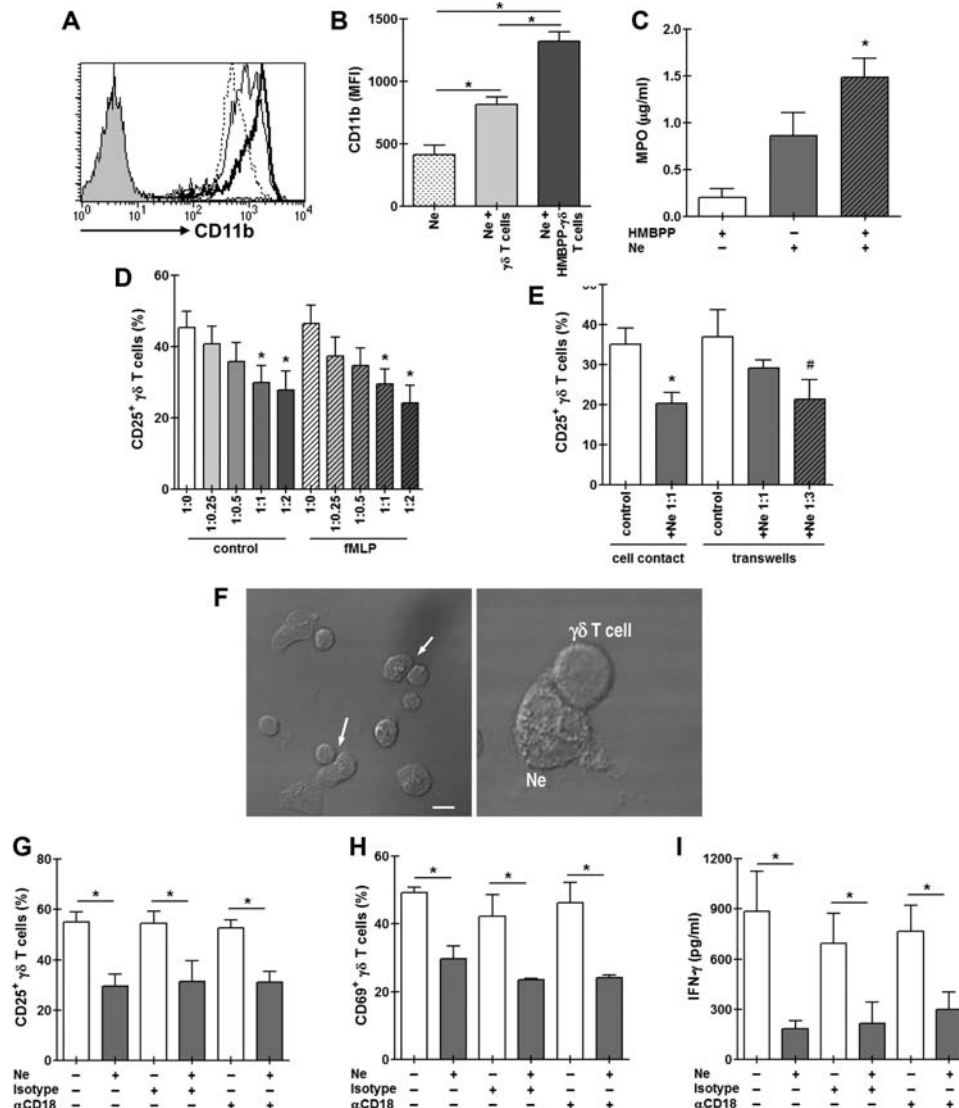 A
10⁰ 10¹ 10² 10³ 10⁴
CD11b
B
CD11b (MFI)
1500
1000
500
0
* * *
Ne
Ne + γδ T cells
Ne + HMBPP-γδ T cells
C
MPO (μg/ml)
2.0
1.5
1.0
0.5
0.0
*
HMBPP + – +
Ne – + +
D
CD25⁺ γδ T cells (%)
60
40
20
0
* * * *
1:0 1:0.25 1:0.5 1:1 1:2 1:0 1:0.25 1:0.5 1:1 1:2
control fMLP
E
CD25⁺ γδ T cells (%)
40
30
20
10
0
* #
control +Ne 1:1 control +Ne 1:1 +Ne 1:3
cell contact transwells
F
γδ T cell
Ne
G
CD25⁺ γδ T cells (%)
80
60
40
20
0
* * *
Ne – + – + – +
Isotype – – + + – –
αCD18 – – – – + +
H
CD69⁺ γδ T cells (%)
60
40
20
0
* * *
Ne – + – + – +
Isotype – – + + – –
αCD18 – – – – + +
I
IFN-γ (pg/ml)
1200
900
600
300
0
* * *
Ne – + – + – +
Isotype – – + + – –
αCD18 – – – – + +